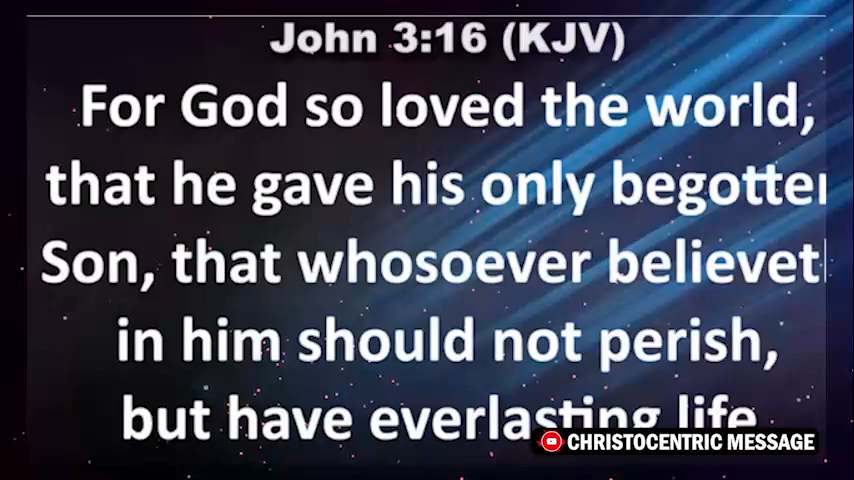 John 3:16 (KJV)
For God so loved the world,
that he gave his only begotten
Son, that whosoever believeth
in him should not perish,
but have everlasting life
CHRISTOCENTRIC MESSAGE